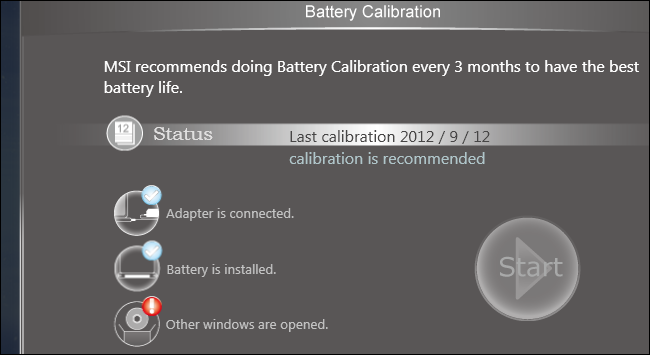 Battery Calibration
MSI recommends doing Battery Calibration every 3 months to have the best
battery life.
12
Status
Last calibration 2012 / 9 / 12
calibration is recommended
Adapter is connected.
Battery is installed.
Start
Other windows are opened.